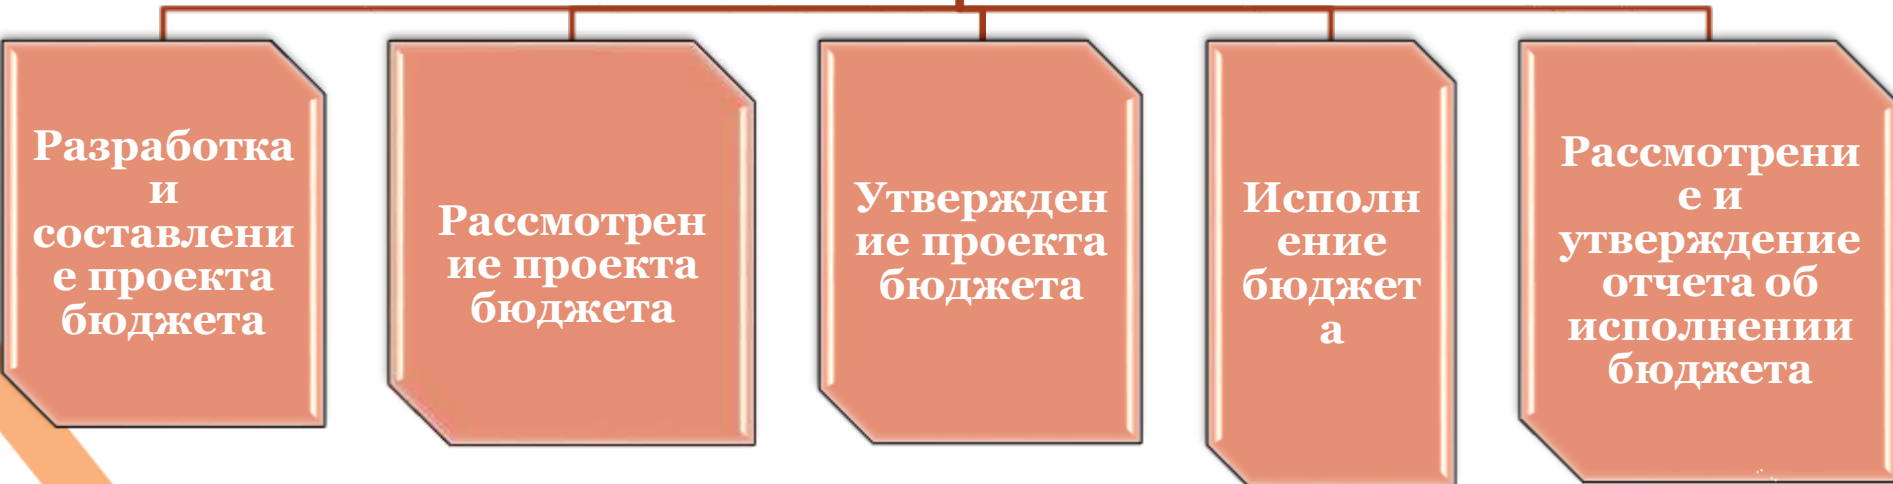 Разработка
и
составлени
е проекта
бюджета
Рассмотрен
ие проекта
бюджета
Утвержден
ие проекта
бюджета
Исполн
ение
бюджет
а
Рассмотрени
е и
утверждение
отчета об
исполнении
бюджета